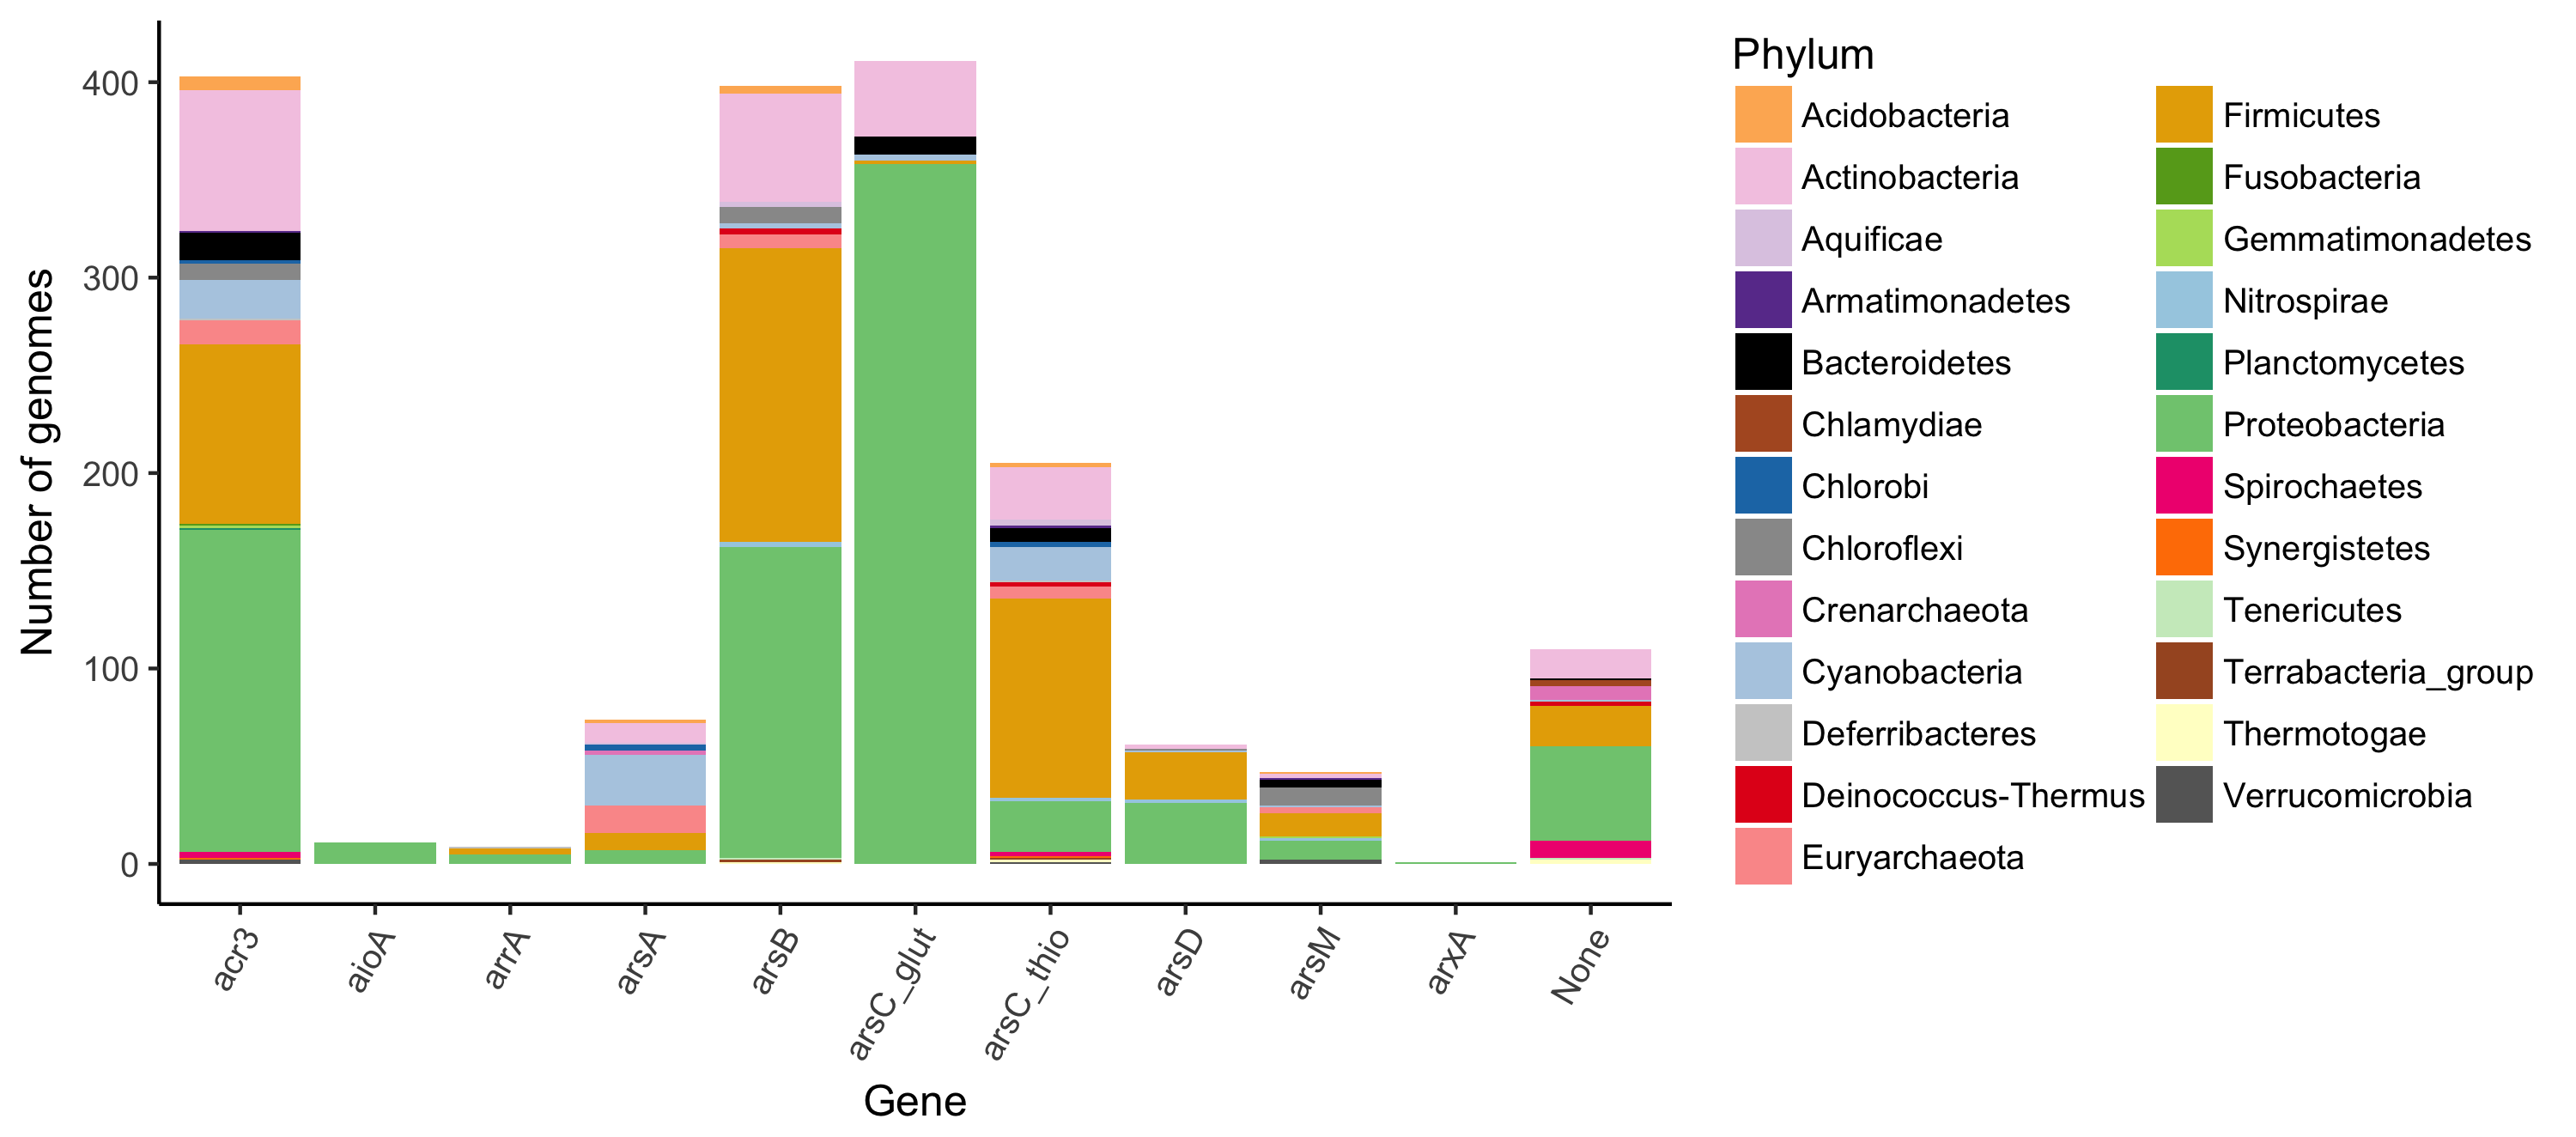 Number of genomes
400
300
200
100
0
acr3
aioA
arrA
arsA
arsB
arsC_glut
arsC_thio
arsD
arsM
arxA
None
Gene
Phylum
Acidobacteria
Actinobacteria
Aquificae
Armatimonadetes
Bacteroidetes
Chlamydiae
Chlorobi
Chloroflexi
Crenarchaeota
Cyanobacteria
Deferribacteres
Deinococcus-Thermus
Euryarchaeota
Firmicutes
Fusobacteria
Gemmatimonadetes
Nitrospirae
Planctomycetes
Proteobacteria
Spirochaetes
Synergistetes
Tenericutes
Terrabacteria_group
Thermotogae
Verrucomicrobia